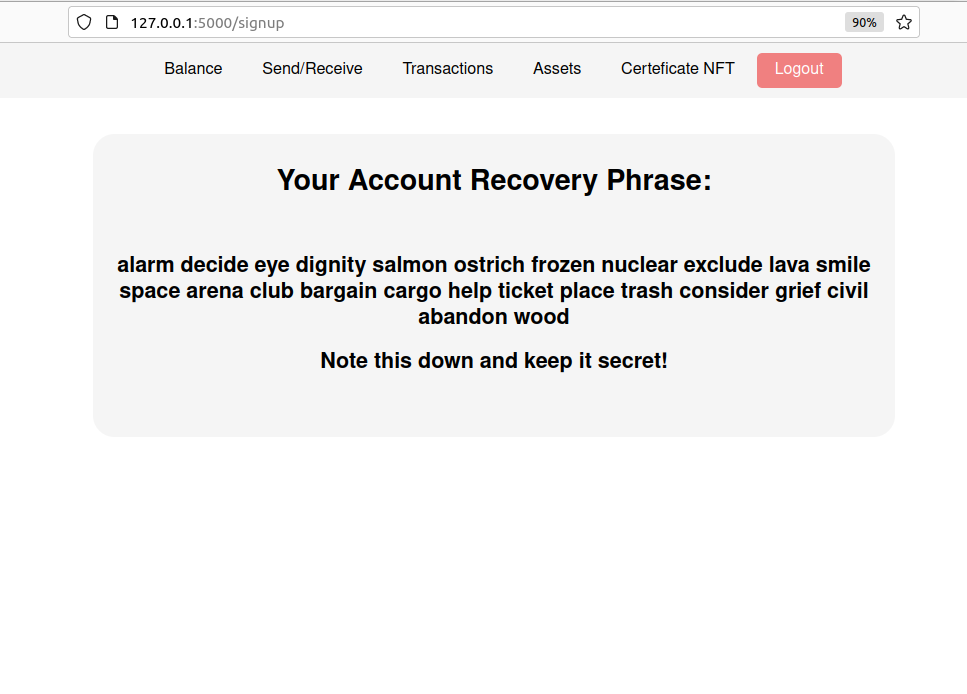 127.0.0.1:5000/signup 90%
Balance Send/Receive Transactions Assets Certeficate NFT Logout
Your Account Recovery Phrase:
alarm decide eye dignity salmon ostrich frozen nuclear exclude lava smile
space arena club bargain cargo help ticket place trash consider grief civil
abandon wood
Note this down and keep it secret!